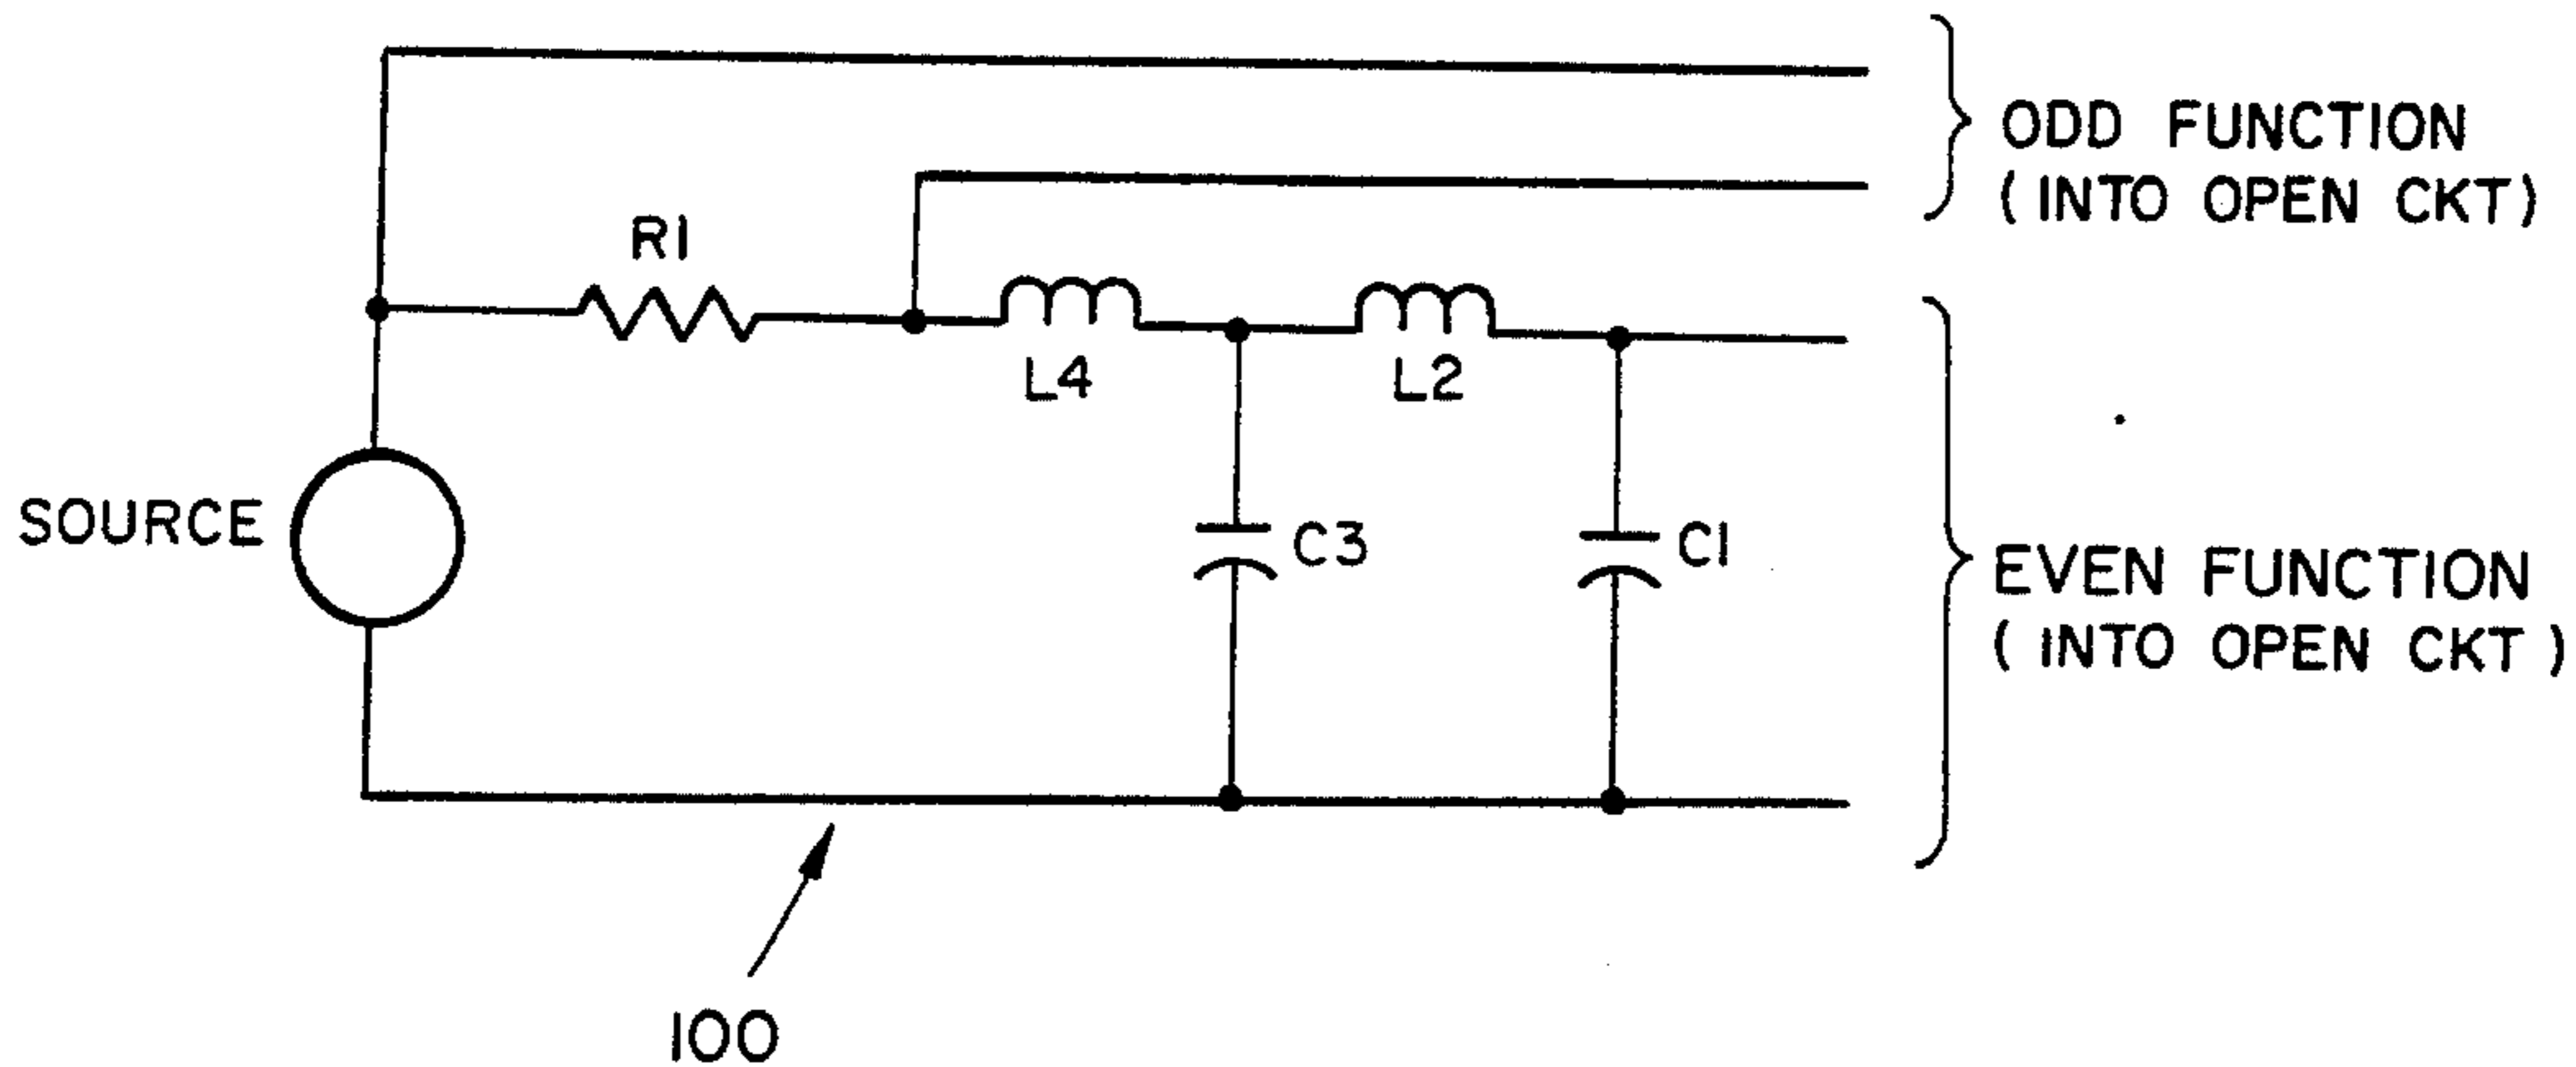 ODD FUNCTION
( INTO OPEN CKT)
R1
L4
L2
SOURCE
C3
C1
EVEN FUNCTION
( INTO OPEN CKT )
100